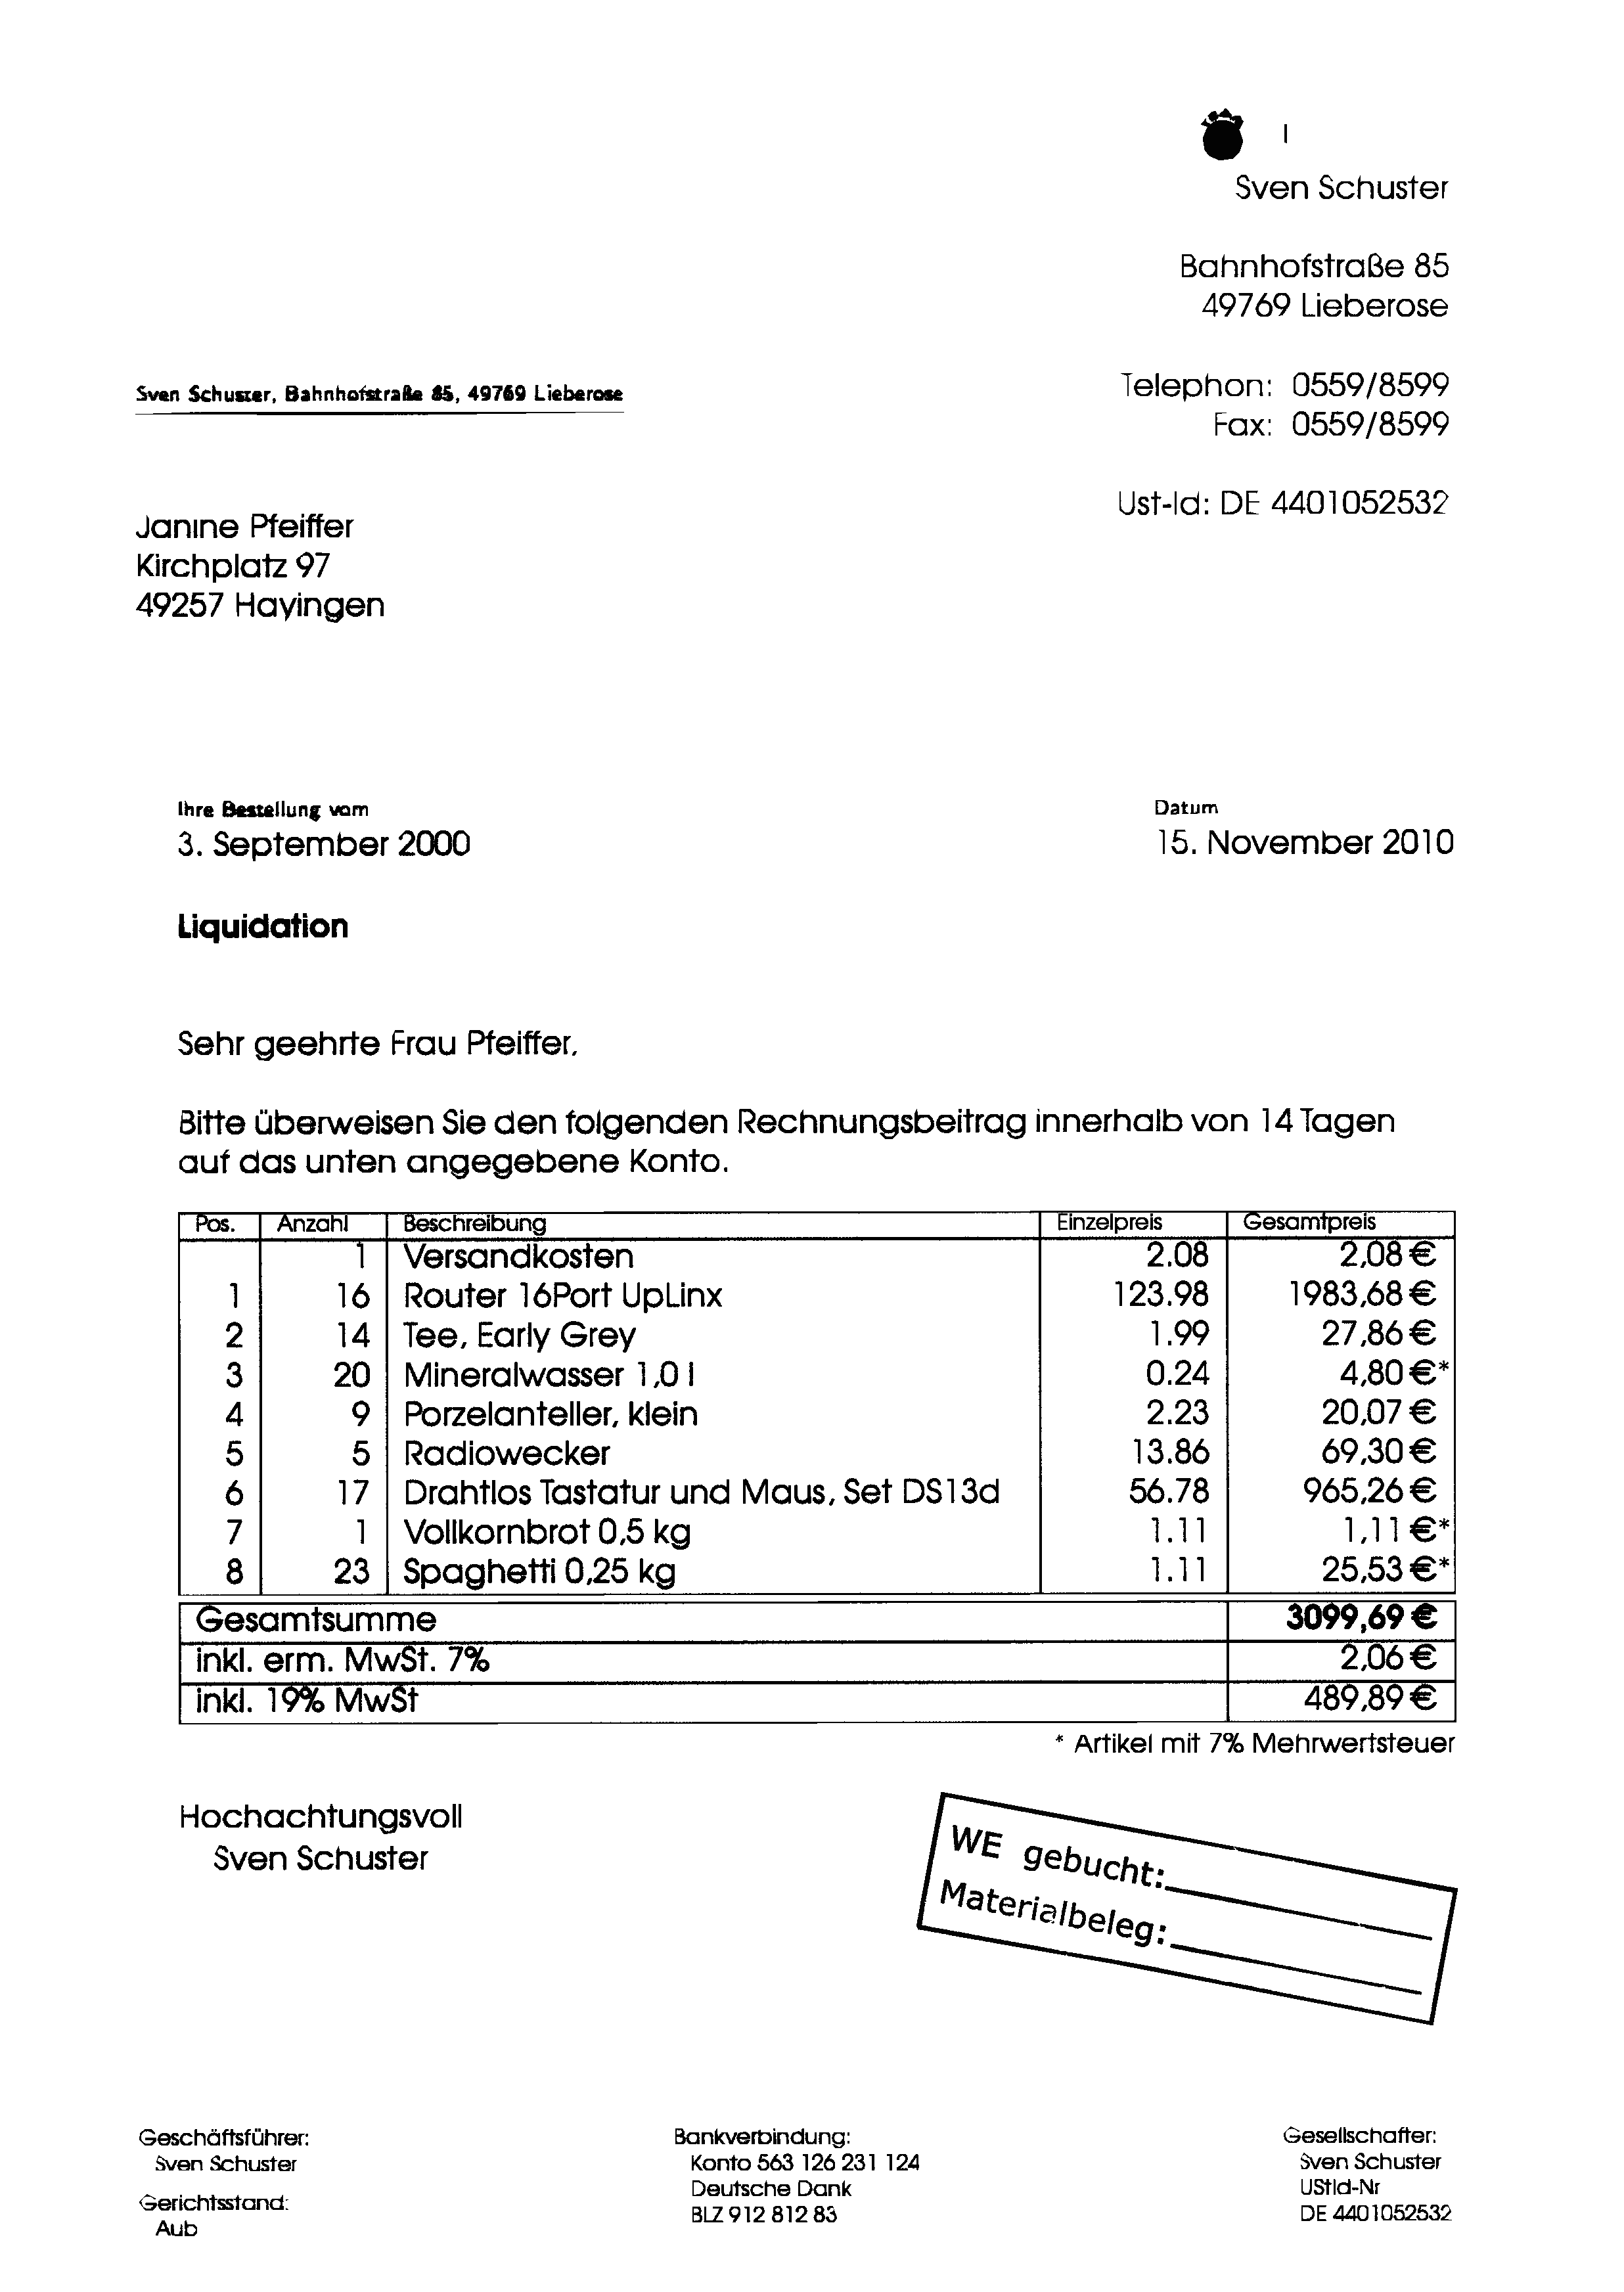 Sven Schuster
Bahnhofstraße 85
49769 Lieberose
Sven Schuster, Bahnhofstraße 85, 49769 Lieberose
Telephon: 0559/8599
Fax: 0559/8599
Ust-Id: DE 4401052532
Janine Pfeiffer
Kirchplatz 97
49257 Hayingen
Ihre Bestellung vom
3. September 2000
Datum
15. November 2010
Liquidation
Sehr geehrte Frau Pfeiffer,
Bitte überweisen Sie den folgenden Rechnungsbeitrag innerhalb von 14 Tagen
auf das unten angegebene Konto.
Pos. Anzahl Beschreibung Einzelpreis Gesamtpreis
1 Versandkosten 2.08 2,08 €
1 16 Router 16Port UpLinx 123.98 1983,68 €
2 14 Tee, Early Grey 1.99 27,86 €
3 20 Mineralwasser 1,0 l 0.24 4,80 €*
4 9 Porzelanteller, klein 2.23 20,07 €
5 5 Radiowecker 13.86 69,30 €
6 17 Drahtlos Tastatur und Maus, Set DS13d 56.78 965,26 €
7 1 Vollkornbrot 0,5 kg 1.11 1,11 €*
8 23 Spaghetti 0,25 kg 1.11 25,53 €*
Gesamtsumme 3099,69 €
inkl. erm. MwSt. 7% 2,06 €
inkl. 19% MwSt 489,89 €
* Artikel mit 7% Mehrwertsteuer
Hochachtungsvoll
Sven Schuster
WE gebucht:
Materialbeleg:
Geschäftsführer:
Sven Schuster
Gerichtsstand:
Aub
Bankverbindung:
Konto 563 126 231 124
Deutsche Dank
BLZ 912 812 83
Gesellschafter:
Sven Schuster
UStId-Nr
DE 4401052532